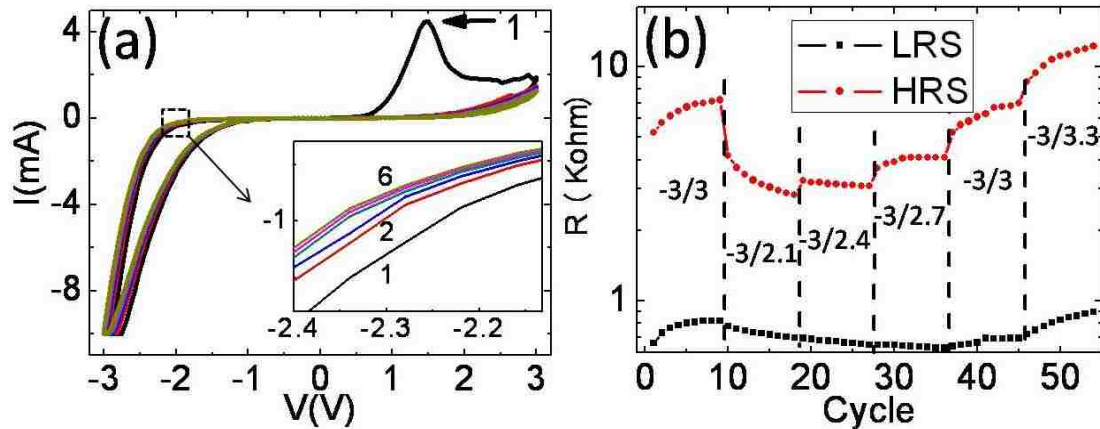 (a)
1
4
0
-4
-8
I(mA)
6
2
1
-1
-2.4 -2.3 -2.2
-3 -2 -1 0 1 2 3
V(V)
(b)
LRS
HRS
10
1
R ( Kohm )
-3/3
-3/2.1
-3/2.4
-3/2.7
-3/3
-3/3.3
0 10 20 30 40 50
Cycle